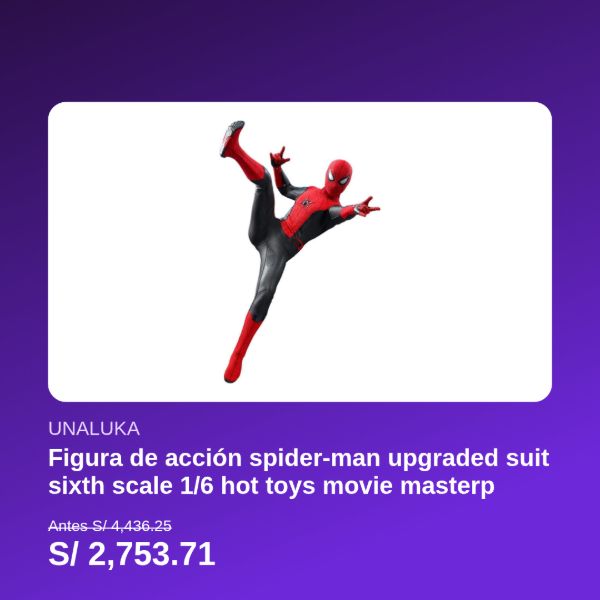 UNALUKA
Figura de acción spider-man upgraded suit
sixth scale 1/6 hot toys movie masterp
Antes S/ 4,436.25
S/ 2,753.71